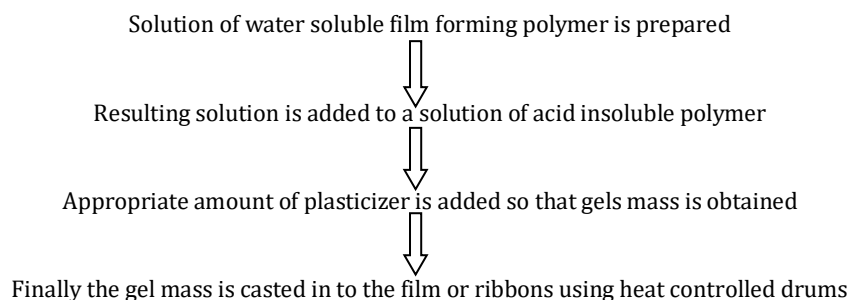 Solution of water soluble film forming polymer is prepared
Resulting solution is added to a solution of acid insoluble polymer
Appropriate amount of plasticizer is added so that gels mass is obtained
Finally the gel mass is casted in to the film or ribbons using heat controlled drums